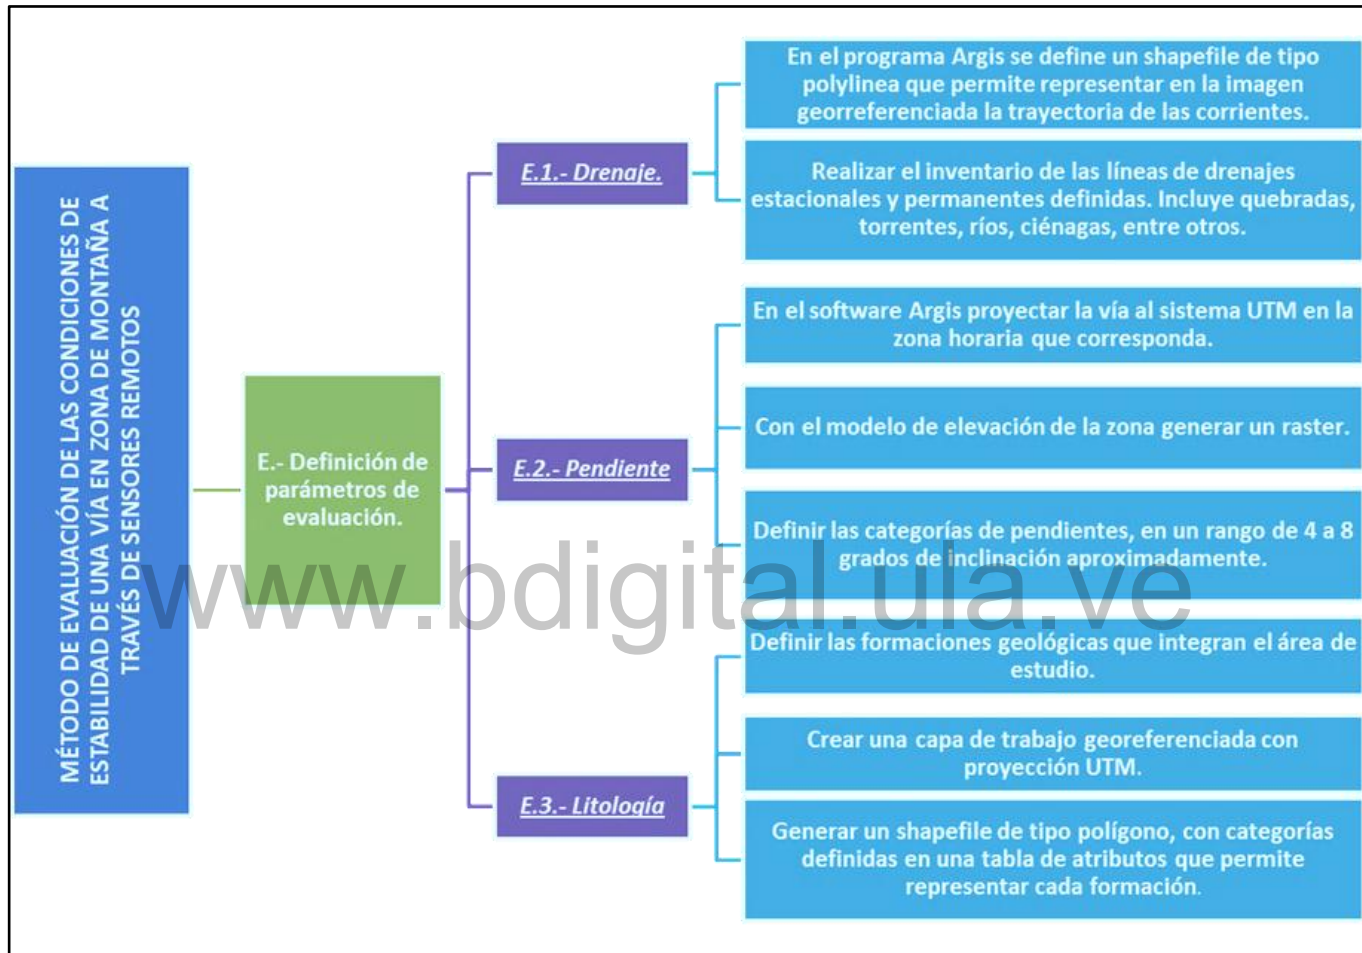 MÉTODO DE EVALUACIÓN DE LAS CONDICIONES DE
ESTABILIDAD DE UNA VÍA EN ZONA DE MONTAÑA A
TRAVÉS DE SENSORES REMOTOS
E.- Definición de
parámetros de
evaluación.
E.1.- Drenaje.
En el programa Argis se define un shapefile de tipo
polylinea que permite representar en la imagen
georreferenciada la trayectoria de las corrientes.
Realizar el inventario de las líneas de drenajes
estacionales y permanentes definidas. Incluye quebradas,
torrentes, ríos, ciénagas, entre otros.
E.2.- Pendiente
En el software Argis proyectar la vía al sistema UTM en la
zona horaria que corresponda.
Con el modelo de elevación de la zona generar un raster.
Definir las categorías de pendientes, en un rango de 4 a 8
grados de inclinación aproximadamente.
E.3.- Litología
Definir las formaciones geológicas que integran el área de
estudio.
Crear una capa de trabajo georeferenciada con
proyección UTM.
Generar un shapefile de tipo polígono, con categorías
definidas en una tabla de atributos que permite
representar cada formación.
www.bdigital.ula.ve